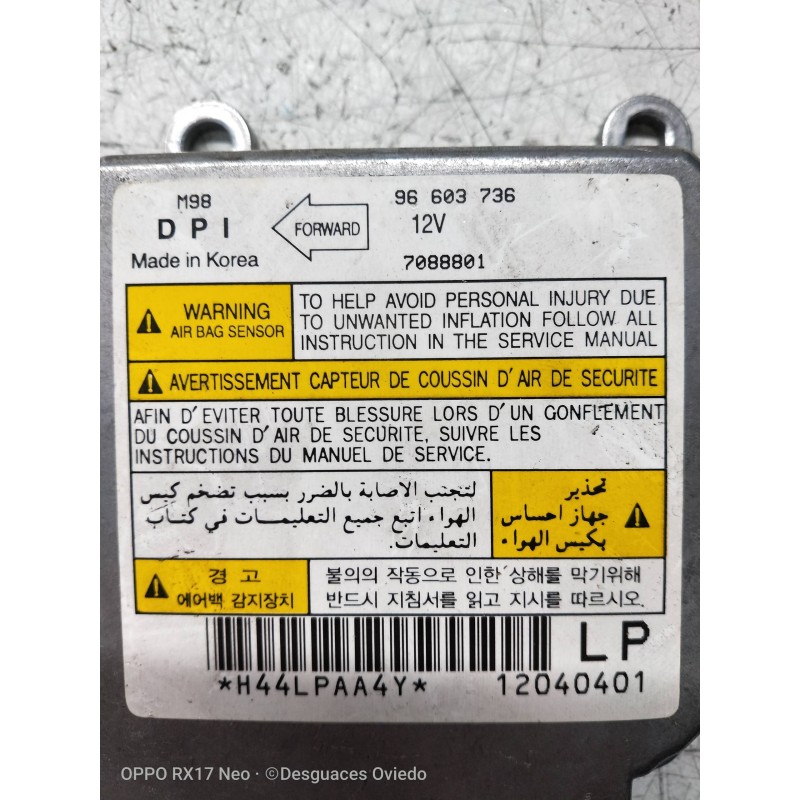 M98
DPI
Made in Korea
FORWARD
96 603 736
12V
7088801
WARNING
AIR BAG SENSOR
TO HELP AVOID PERSONAL INJURY DUE
TO UNWANTED INFLATION FOLLOW ALL
INSTRUCTION IN THE SERVICE MANUAL
AVERTISSEMENT CAPTEUR DE COUSSIN D'AIR DE SECURITE
AFIN D'EVITER TOUTE BLESSURE LORS D'UN GONFLEMENT
DU COUSSIN D'AIR DE SECURITE, SUIVRE LES
INSTRUCTIONS DU MANUEL DE SERVICE.
تحذير
جهاز احساس
بكيس الهواء
لتجنب الاصابة بالضرر بسبب تضخم كيس
الهواء اتبع جميع التعليمات في كتاب
التعليمات.
경 고
에어백 감지장치
불의의 작동으로 인한 상해를 막기위해
반드시 지침서를 읽고 지시를 따르시오.
LP
*H44LPAA4Y*
12040401
OPPO RX17 Neo · ©Desguaces Oviedo